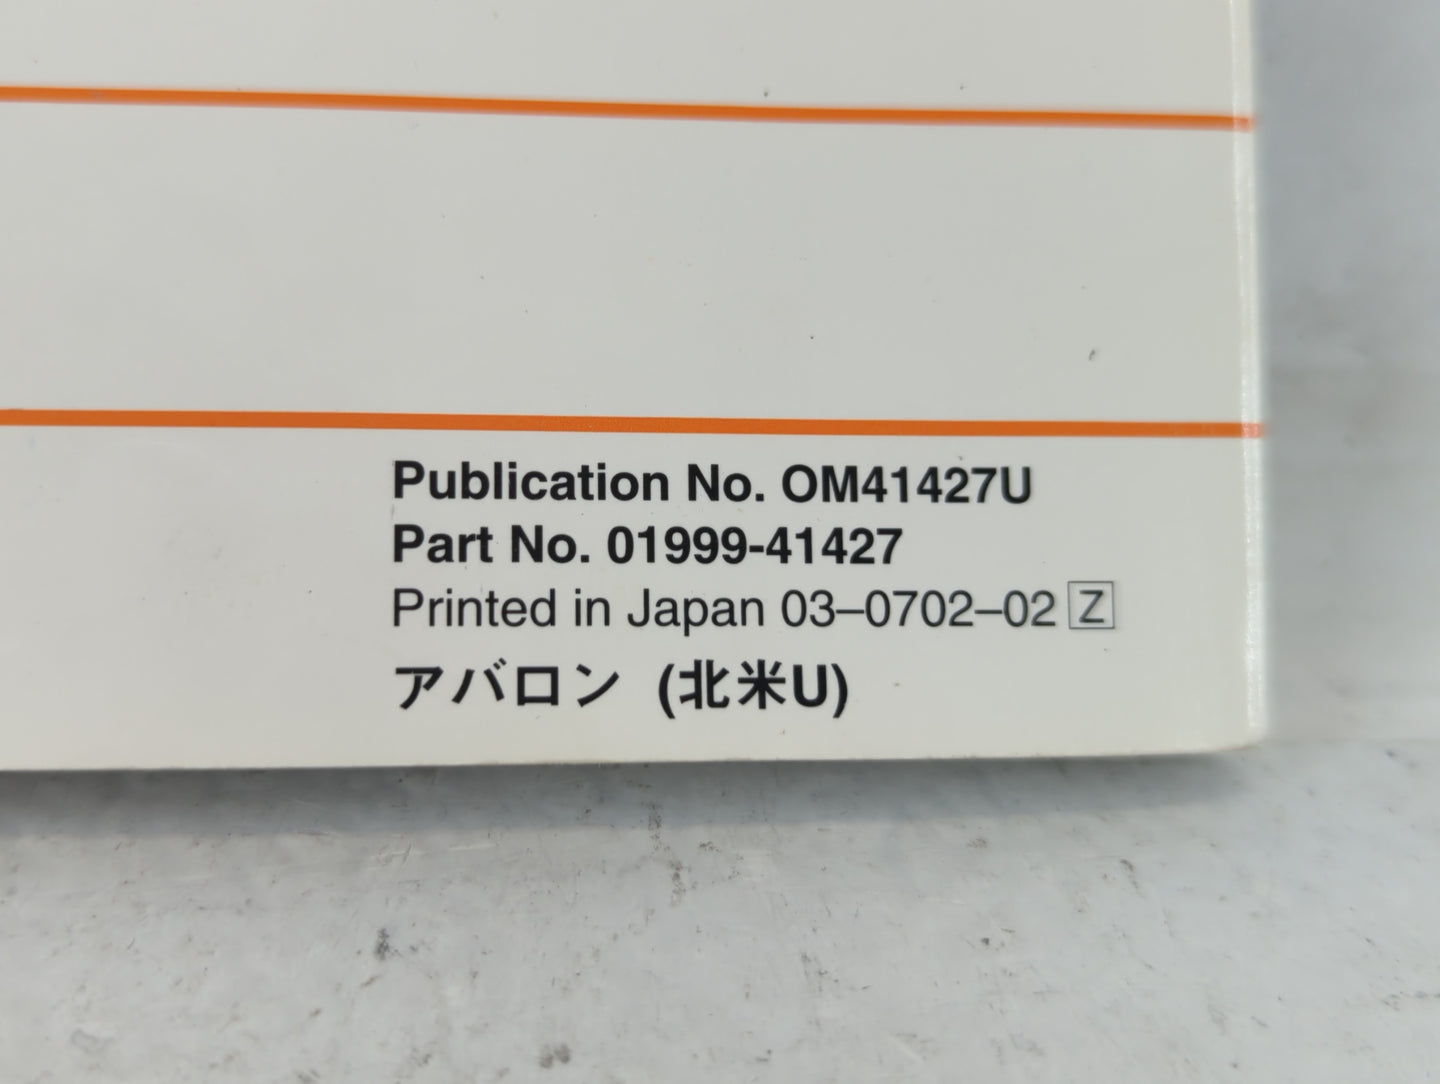 Publication No. OM41427U
Part No. 01999-41427
Printed in Japan 03–0702–02 Z
アバロン (北米U)